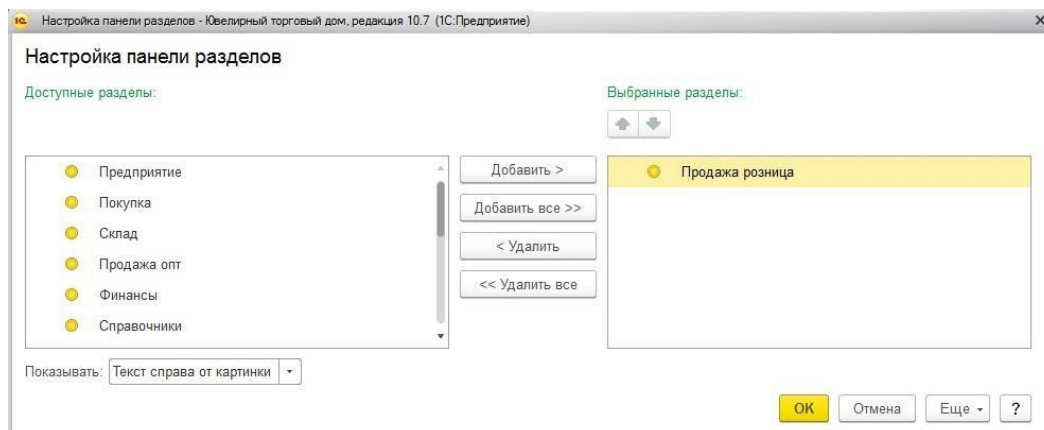 Настройка панели разделов - Ювелирный торговый дом, редакция 10.7 (1С:Предприятие)
Настройка панели разделов
Доступные разделы:
Выбранные разделы:
Предприятие
Покупка
Склад
Продажа опт
Финансы
Справочники
Добавить >
Добавить все >>
< Удалить
<< Удалить все
Продажа розница
Показывать: Текст справа от картинки
ОК
Отмена
Еще
?